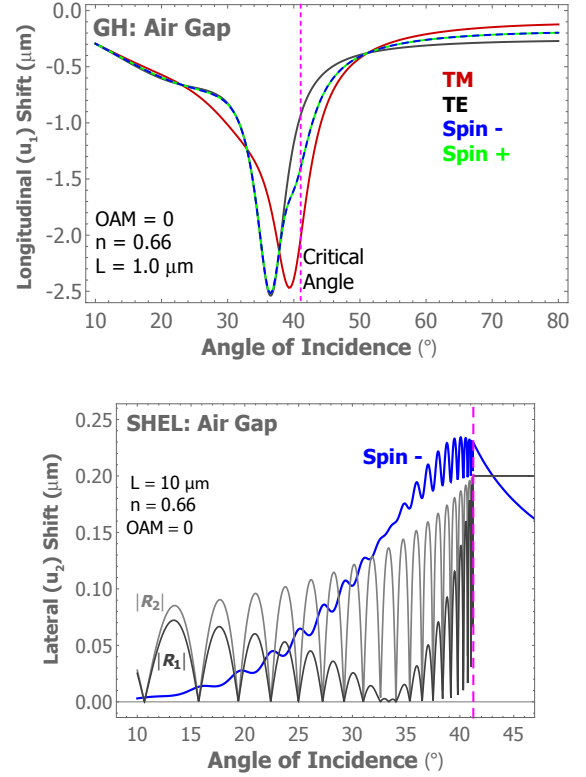 GH: Air Gap
Longitudinal (u₁) Shift (μm)
0.0
-0.5
-1.0
-1.5
-2.0
-2.5
TM
TE
Spin -
Spin +
OAM = 0
n = 0.66
L = 1.0 μm
Critical
Angle
10 20 30 40 50 60 70 80
Angle of Incidence (°)
SHEL: Air Gap
Lateral (u₂) Shift (μm)
0.25
0.20
0.15
0.10
0.05
0.00
Spin -
L = 10 μm
n = 0.66
OAM = 0
|R₂|
|R₁|
10 15 20 25 30 35 40 45
Angle of Incidence (°)